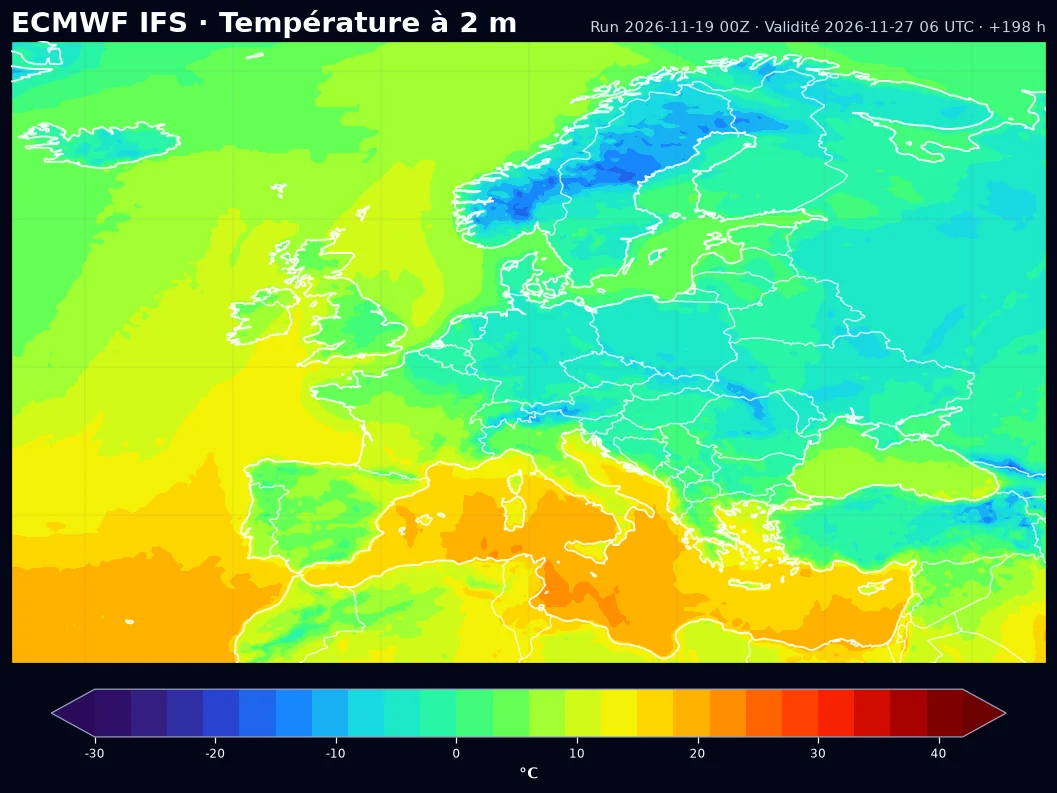 ECMWF IFS · Température à 2 m
Run 2026-11-19 00Z · Validité 2026-11-27 06 UTC · +198 h
-30 -20 -10 0 10 20 30 40
°C